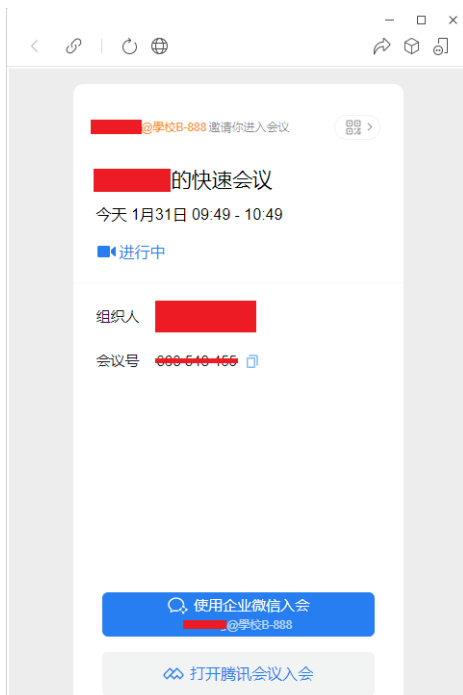 @學校B-888 邀请你进入会议
的快速会议
今天 1月31日 09:49 - 10:49
进行中
组织人
会议号
使用企业微信入会
@學校B-888
打开腾讯会议入会